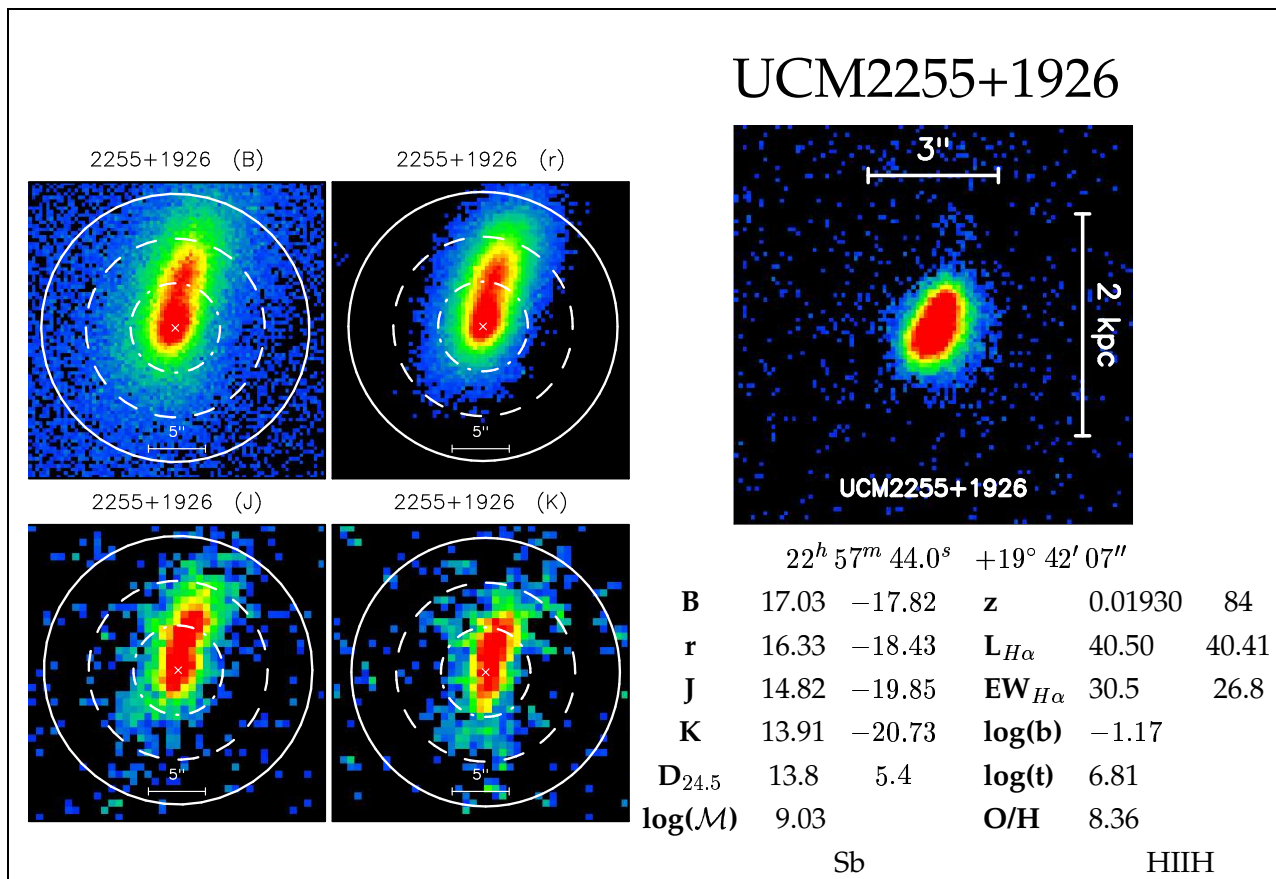 UCM2255+1926
2255+1926 (B)
2255+1926 (r)
3"
2 kpc
5"
5"
UCM2255+1926
2255+1926 (J)
2255+1926 (K)
5"
5"
22ʰ 57ᵐ 44.0ˢ +19° 42′ 07″
B 17.03 −17.82 z 0.01930 84
r 16.33 −18.43 L_Hα 40.50 40.41
J 14.82 −19.85 EW_Hα 30.5 26.8
K 13.91 −20.73 log(b) −1.17
D₂₄.₅ 13.8 5.4 log(t) 6.81
log(ℳ) 9.03 O/H 8.36
Sb HIIH